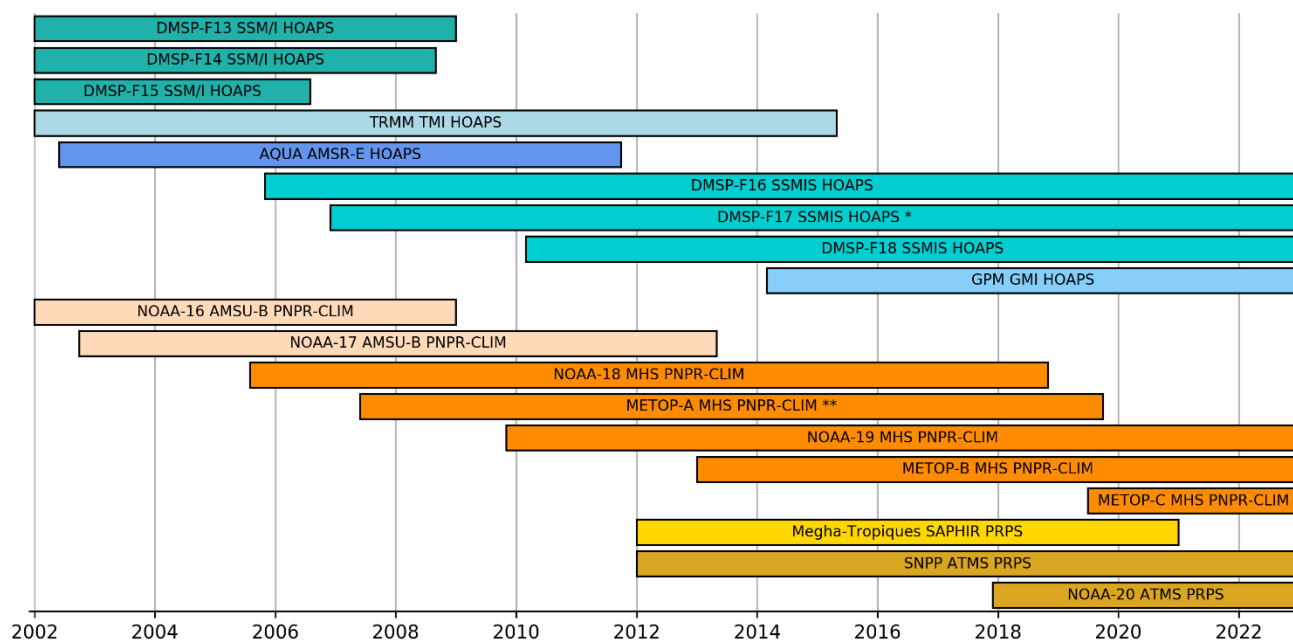 DMSP-F13 SSM/I HOAPS
DMSP-F14 SSM/I HOAPS
DMSP-F15 SSM/I HOAPS
TRMM TMI HOAPS
AQUA AMSR-E HOAPS
DMSP-F16 SSMIS HOAPS
DMSP-F17 SSMIS HOAPS *
DMSP-F18 SSMIS HOAPS
GPM GMI HOAPS
NOAA-16 AMSU-B PNPR-CLIM
NOAA-17 AMSU-B PNPR-CLIM
NOAA-18 MHS PNPR-CLIM
METOP-A MHS PNPR-CLIM **
NOAA-19 MHS PNPR-CLIM
METOP-B MHS PNPR-CLIM
METOP-C MHS PNPR-CLIM
Megha-Tropiques SAPHIR PRPS
SNPP ATMS PRPS
NOAA-20 ATMS PRPS
2002 2004 2006 2008 2010 2012 2014 2016 2018 2020 2022